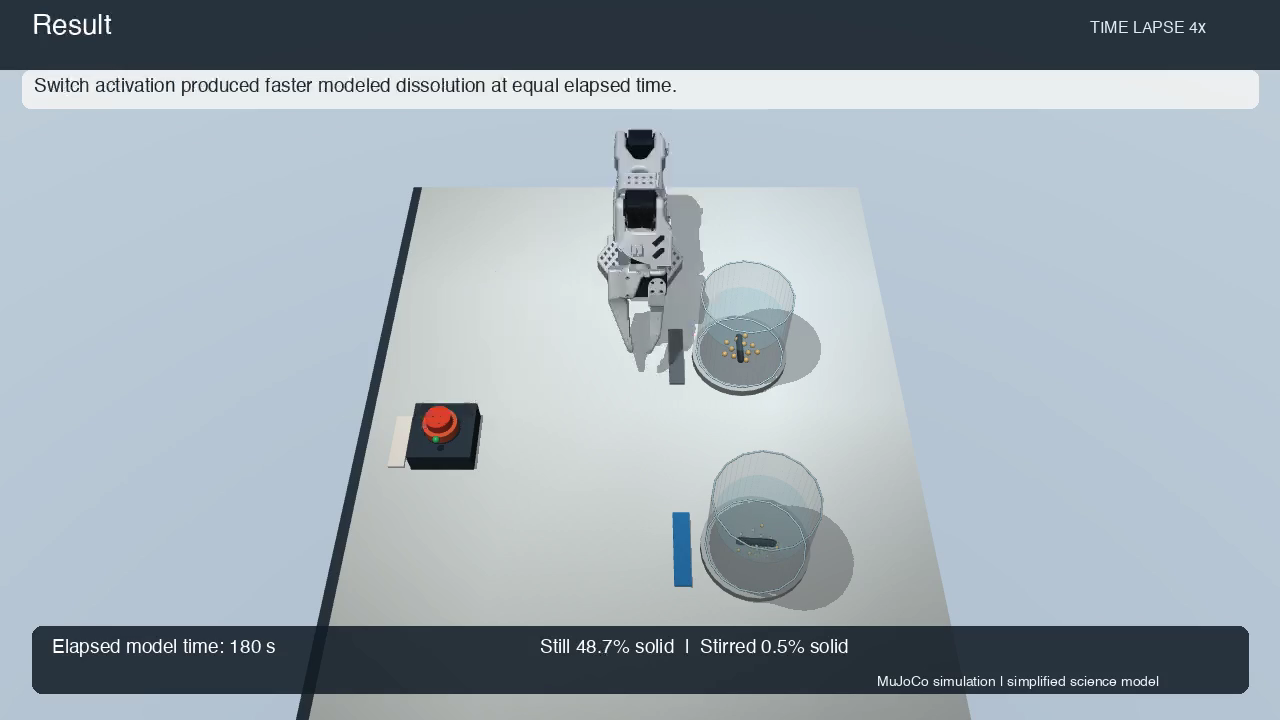 Result
TIME LAPSE 4x
Switch activation produced faster modeled dissolution at equal elapsed time.
Elapsed model time: 180 s
Still 48.7% solid | Stirred 0.5% solid
MuJoCo simulation | simplified science model